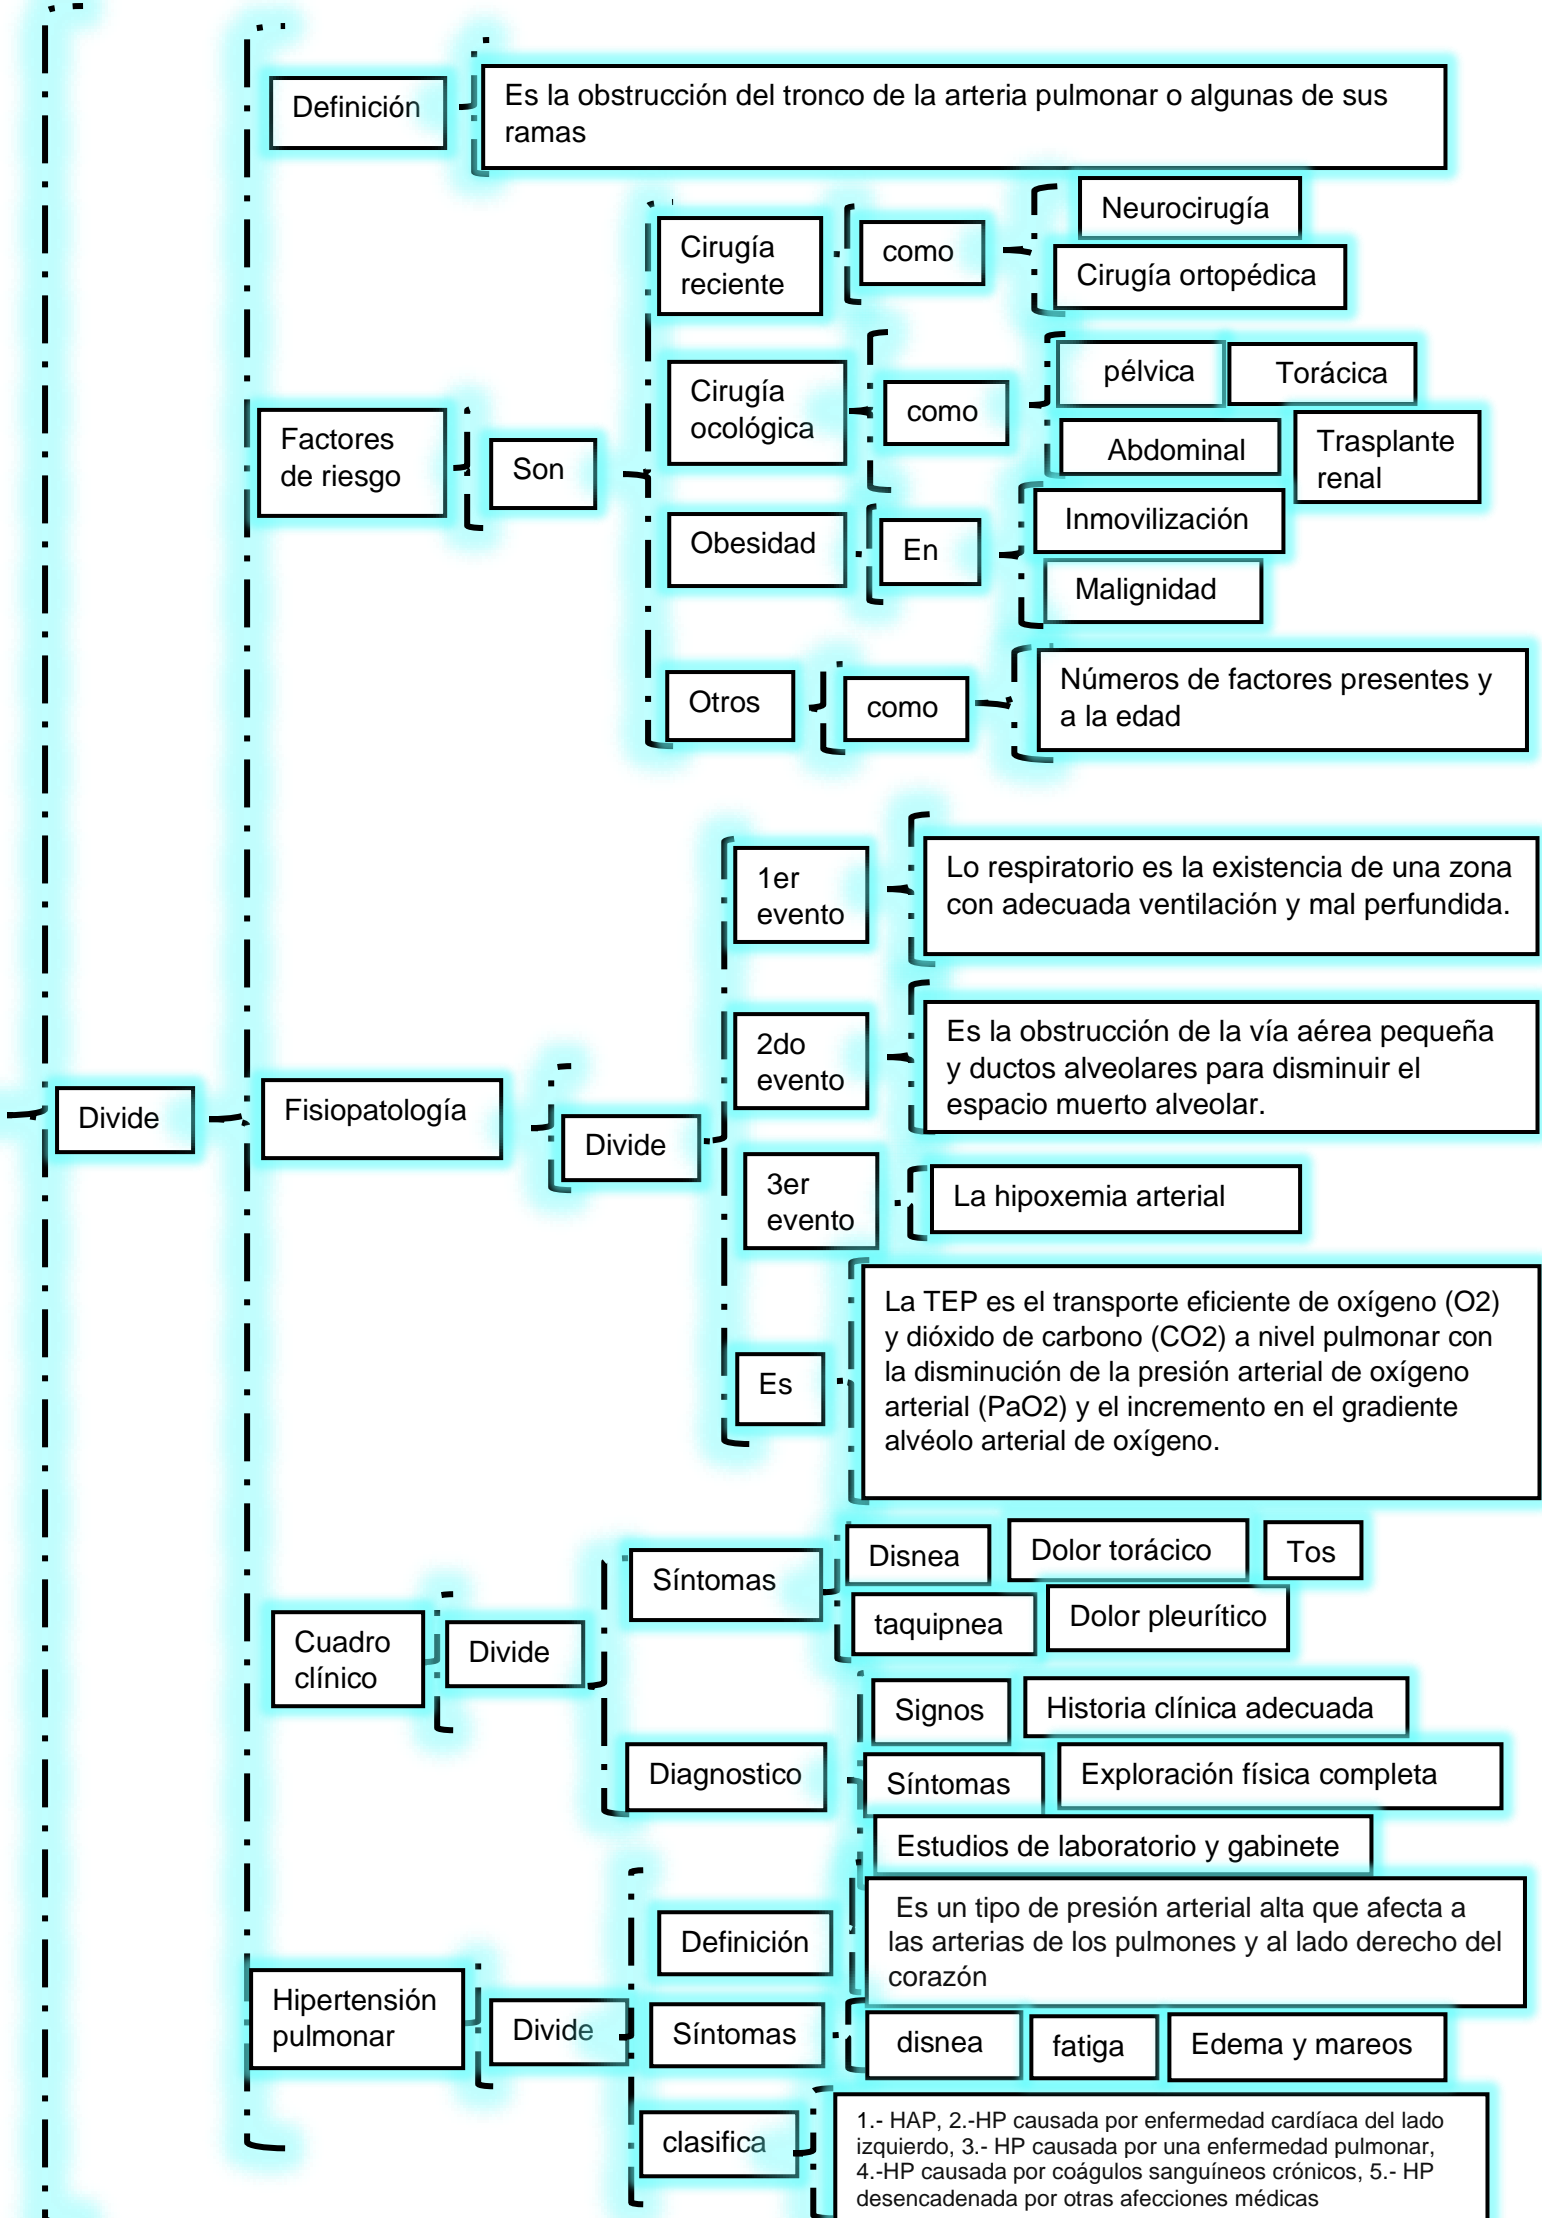 Definición
Es la obstrucción del tronco de la arteria pulmonar o algunas de sus
ramas
Factores
de riesgo
Son
Cirugía
reciente
como
Neurocirugía
Cirugía ortopédica
Cirugía
ocológica
como
pélvica
Torácica
Abdominal
Trasplante
renal
Obesidad
En
Inmovilización
Malignidad
Otros
como
Números de factores presentes y
a la edad
Divide
Fisiopatología
Divide
1er
evento
Lo respiratorio es la existencia de una zona
con adecuada ventilación y mal perfundida.
2do
evento
Es la obstrucción de la vía aérea pequeña
y ductos alveolares para disminuir el
espacio muerto alveolar.
3er
evento
La hipoxemia arterial
Es
La TEP es el transporte eficiente de oxígeno (O2)
y dióxido de carbono (CO2) a nivel pulmonar con
la disminución de la presión arterial de oxígeno
arterial (PaO2) y el incremento en el gradiente
alvéolo arterial de oxígeno.
Cuadro
clínico
Divide
Síntomas
Disnea
Dolor torácico
Tos
taquipnea
Dolor pleurítico
Diagnostico
Signos
Historia clínica adecuada
Síntomas
Exploración física completa
Estudios de laboratorio y gabinete
Hipertensión
pulmonar
Divide
Definición
Es un tipo de presión arterial alta que afecta a
las arterias de los pulmones y al lado derecho del
corazón
Síntomas
disnea
fatiga
Edema y mareos
clasifica
1.- HAP, 2.-HP causada por enfermedad cardíaca del lado
izquierdo, 3.- HP causada por una enfermedad pulmonar,
4.-HP causada por coágulos sanguíneos crónicos, 5.- HP
desencadenada por otras afecciones médicas